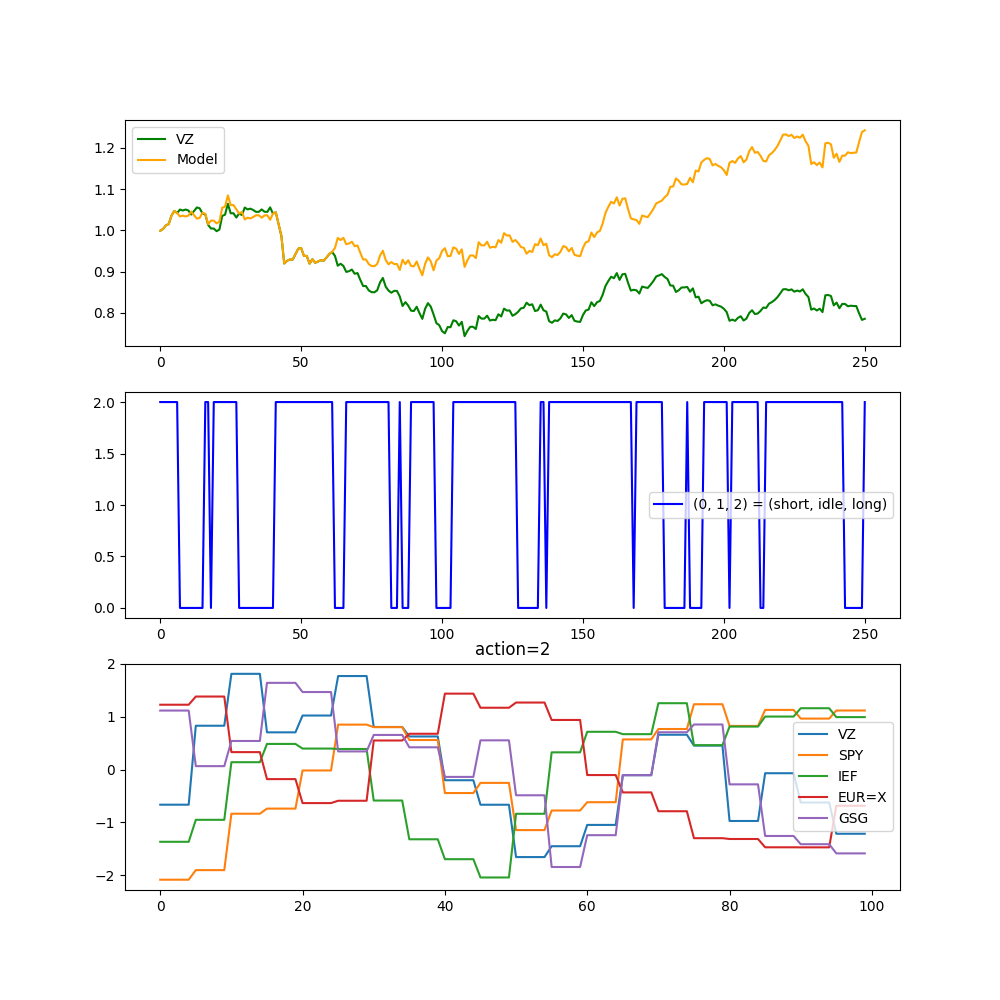 VZ
Model
1.2
1.1
1.0
0.9
0.8
0 50 100 150 200 250
2.0
1.5
1.0
0.5
0.0
(0, 1, 2) = (short, idle, long)
0 50 100 150 200 250
action=2
2
1
0
−1
−2
VZ
SPY
IEF
EUR=X
GSG
0 20 40 60 80 100